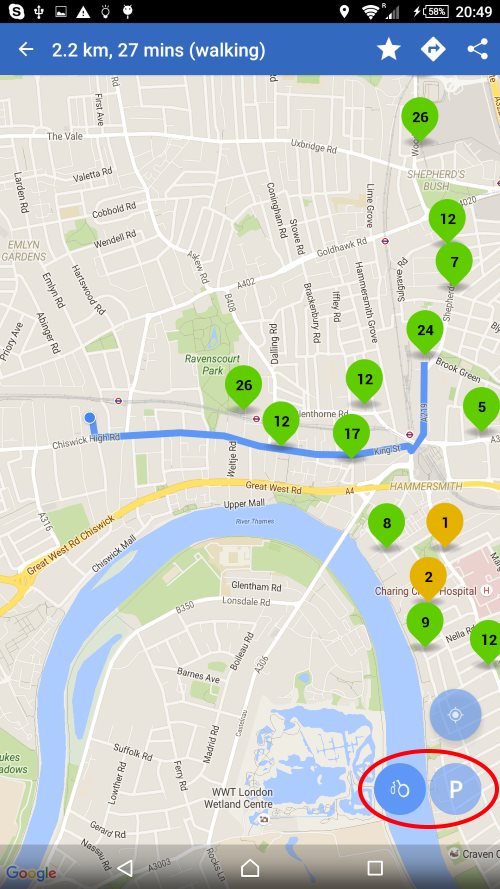 58% 20:49
2.2 km, 27 mins (walking)
First Ave
26
The Vale
Uxbridge Rd
Valetta Rd
SHEPHERD'S
BUSH
Larden Rd
Cobbold Rd
Coningham Rd
Stowe Rd
Lime Grove
12
A4020
EMLYN
GARDENS
Wendell Rd
Goldhawk Rd
7
Hartswood Rd
Askew Rd
A402
Emlyn Rd
B408
Brackenbury Rd
Iffley Rd
Hammersmith Grove
Abinger Rd
Priory Ave
Dalling Rd
24
Ravenscourt
Park
Brook Green
26
12
A219
Glenthorne Rd
12
17
5
Chiswick High Rd
Weltje Rd
King St
Great West Rd
A4
HAMMERSMITH
A316
Upper Mall
River Thames
8
1
Great West Rd Chiswick
Chiswick Mall
Glentham Rd
2
Charing Hospital
H
B350
Lonsdale Rd
9
Nella Rd
12
Boileau Rd
A306
Barnes Ave
Castelnau
Madrid Rd
Suffolk Rd
Lowther Rd
Ferry Rd
WWT London
Wetland Centre
P
Gerard Rd
Nassau Rd
A3003
Rocks Ln
Craven C
Google